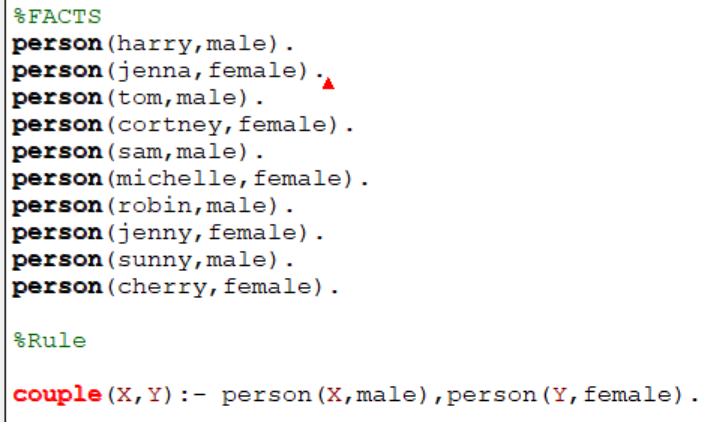 %FACTS
person(harry,male).
person(jenna,female).
person(tom,male).
person(cortney,female).
person(sam,male).
person(michelle,female).
person(robin,male).
person(jenny,female).
person(sunny,male).
person(cherry,female).
%Rule
couple(X,Y):- person(X,male),person(Y,female).